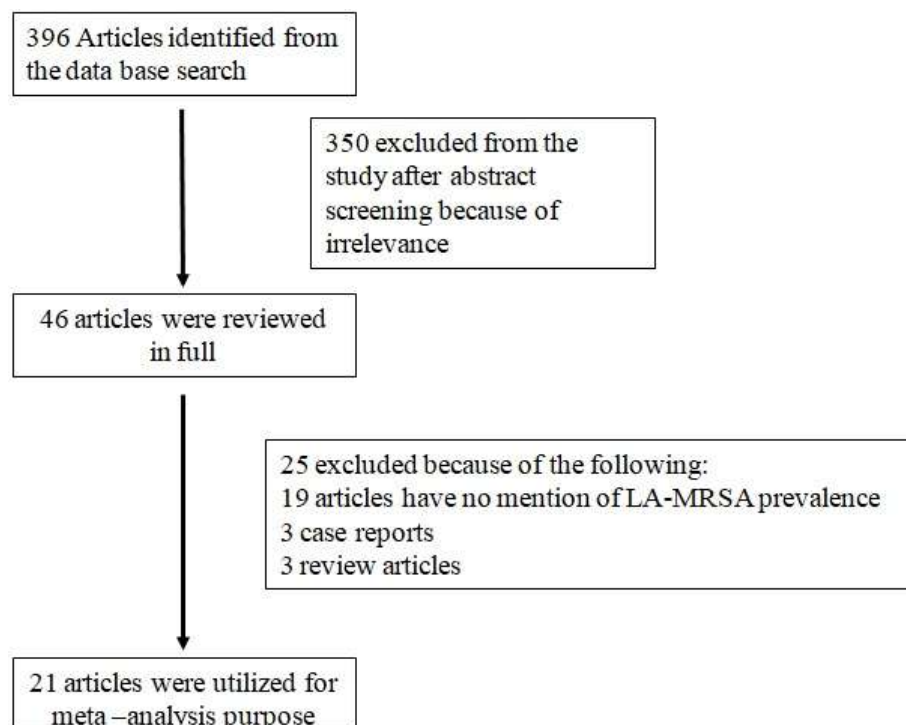 396 Articles identified from
the data base search
350 excluded from the
study after abstract
screening because of
irrelevance
46 articles were reviewed
in full
25 excluded because of the following:
19 articles have no mention of LA-MRSA prevalence
3 case reports
3 review articles
21 articles were utilized for
meta –analysis purpose